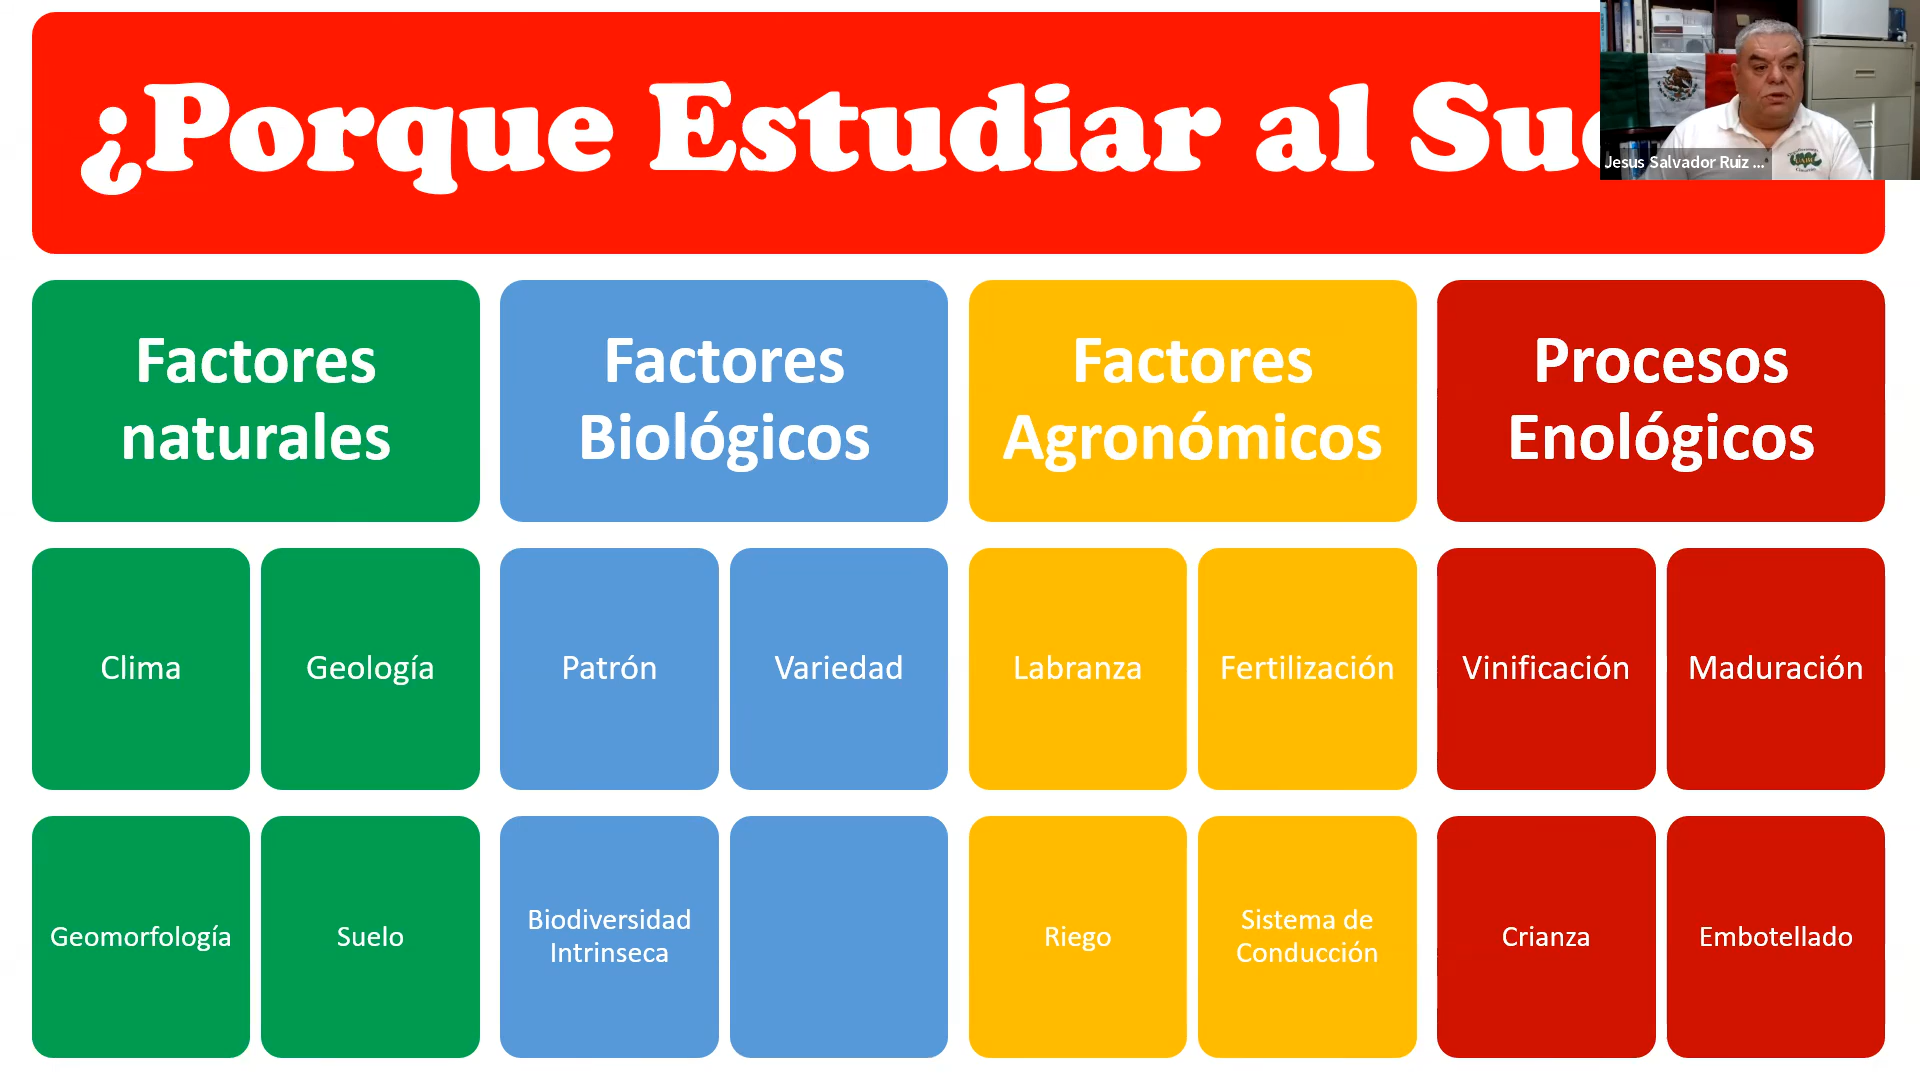 ¿Porque Estudiar al
Jesus Salvador Ruiz ...
Factores
naturales
Factores
Biológicos
Factores
Agronómicos
Procesos
Enológicos
Clima
Geología
Patrón
Variedad
Labranza
Fertilización
Vinificación
Maduración
Geomorfología
Suelo
Biodiversidad
Intrinseca
Riego
Sistema de
Conducción
Crianza
Embotellado